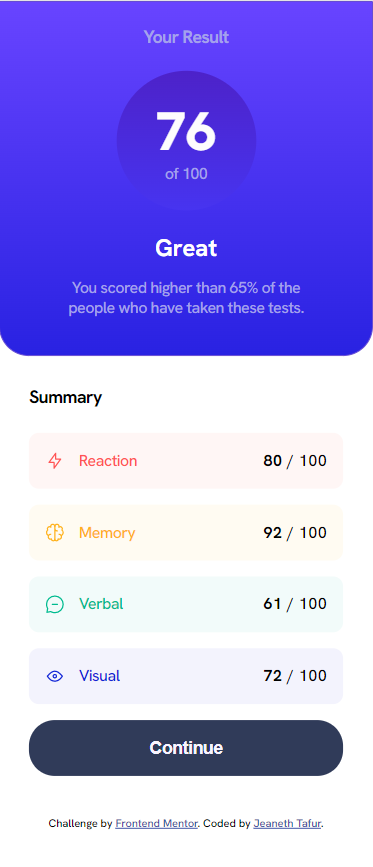 Your Result
76
of 100
Great
You scored higher than 65% of the
people who have taken these tests.
Summary
Reaction 80 / 100
Memory 92 / 100
Verbal 61 / 100
Visual 72 / 100
Continue
Challenge by Frontend Mentor. Coded by Jeaneth Tafur.